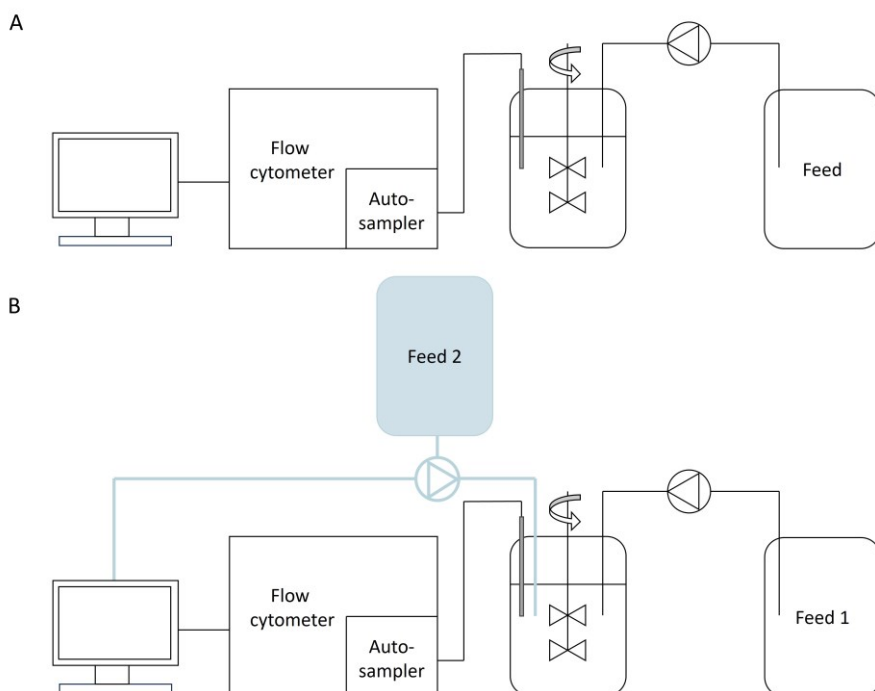 A
Flow
cytometer
Auto-
sampler
Feed
B
Feed 2
Flow
cytometer
Auto-
sampler
Feed 1